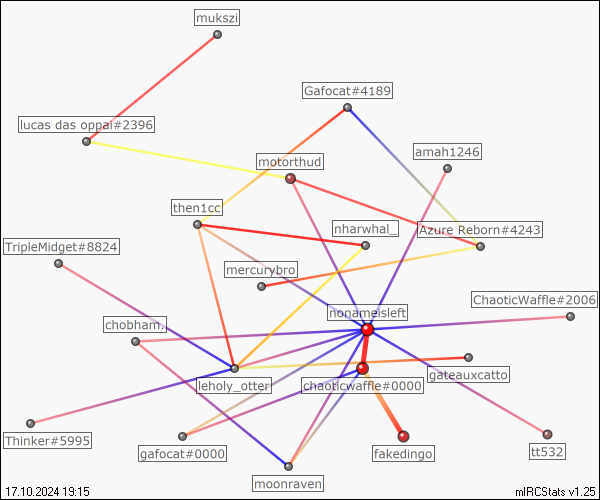 mukszi
Gafocat#4189
lucas das oppai#2396
amah1246
motorthud
then1cc
nharwhal_
Azure Reborn#4243
TripleMidget#8824
mercurybro
ChaoticWaffle#2006
nonameisleft
chobham.
gateauxcatto
leholy_otter
chaoticwaffle#0000
Thinker#5995
gafocat#0000
fakedingo
tt532
moonraven
17.10.2024 19:15
mIRCStats v1.25